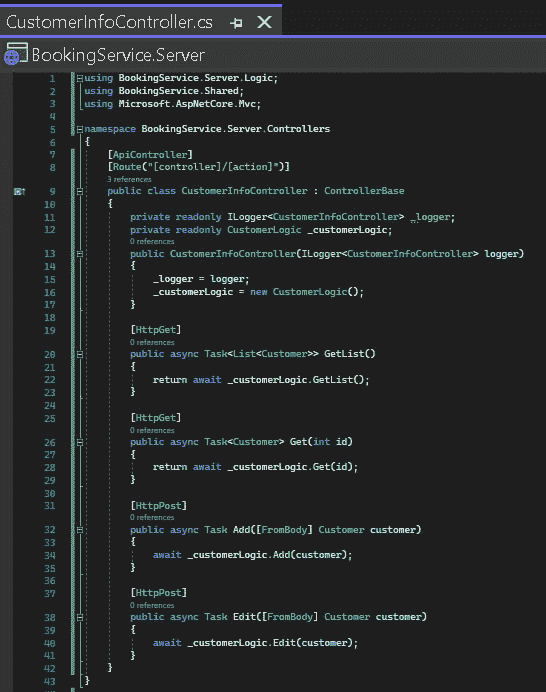 CustomerInfoController.cs
BookingService.Server
1 using BookingService.Server.Logic;
2 using BookingService.Shared;
3 using Microsoft.AspNetCore.Mvc;
4
5 namespace BookingService.Server.Controllers
6 {
7 [ApiController]
8 [Route("[controller]/[action]")]
3 references
9 public class CustomerInfoController : ControllerBase
10 {
11 private readonly ILogger<CustomerInfoController> _logger;
12 private readonly CustomerLogic _customerLogic;
0 references
13 public CustomerInfoController(ILogger<CustomerInfoController> logger)
14 {
15 _logger = logger;
16 _customerLogic = new CustomerLogic();
17 }
18
19 [HttpGet]
0 references
20 public async Task<List<Customer>> GetList()
21 {
22 return await _customerLogic.GetList();
23 }
24
25 [HttpGet]
0 references
26 public async Task<Customer> Get(int id)
27 {
28 return await _customerLogic.Get(id);
29 }
30
31 [HttpPost]
0 references
32 public async Task Add([FromBody] Customer customer)
33 {
34 await _customerLogic.Add(customer);
35 }
36
37 [HttpPost]
0 references
38 public async Task Edit([FromBody] Customer customer)
39 {
40 await _customerLogic.Edit(customer);
41 }
42 }
43 }